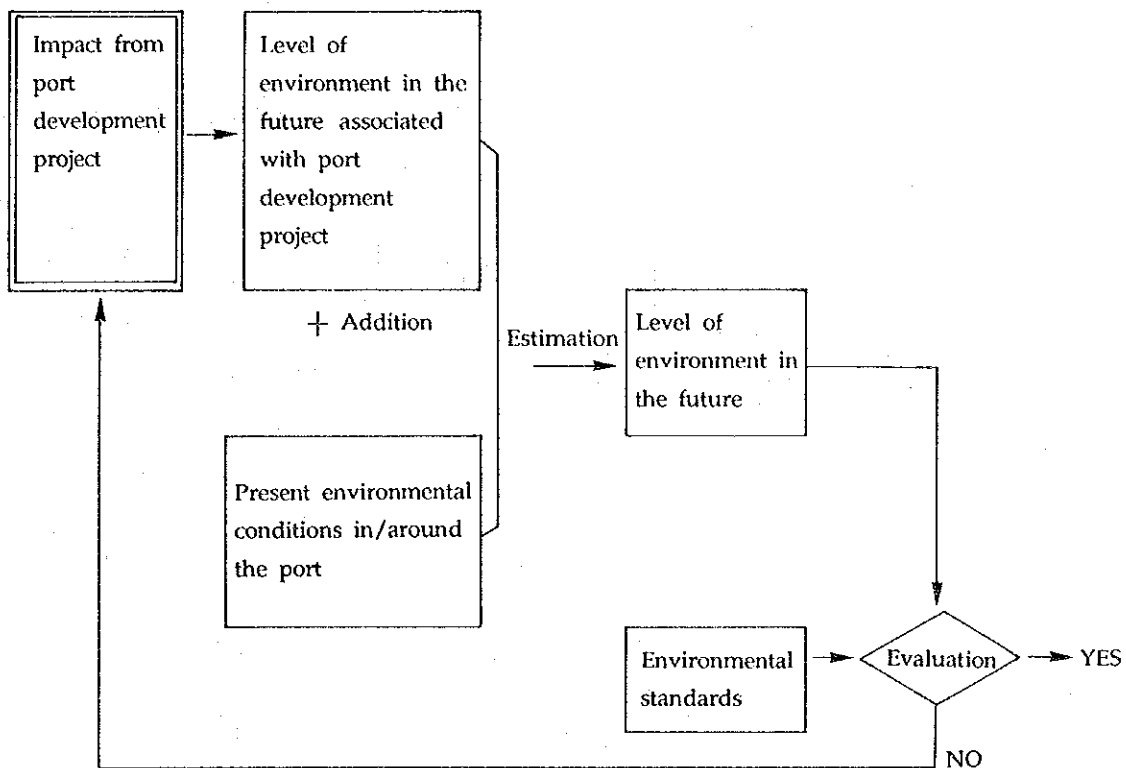 Impact from
port
development
project
Level of
environment in the
future associated
with port
development
project
+ Addition
Present environmental
conditions in/around
the port
Estimation
Level of
environment in
the future
Environmental
standards
Evaluation
YES
NO